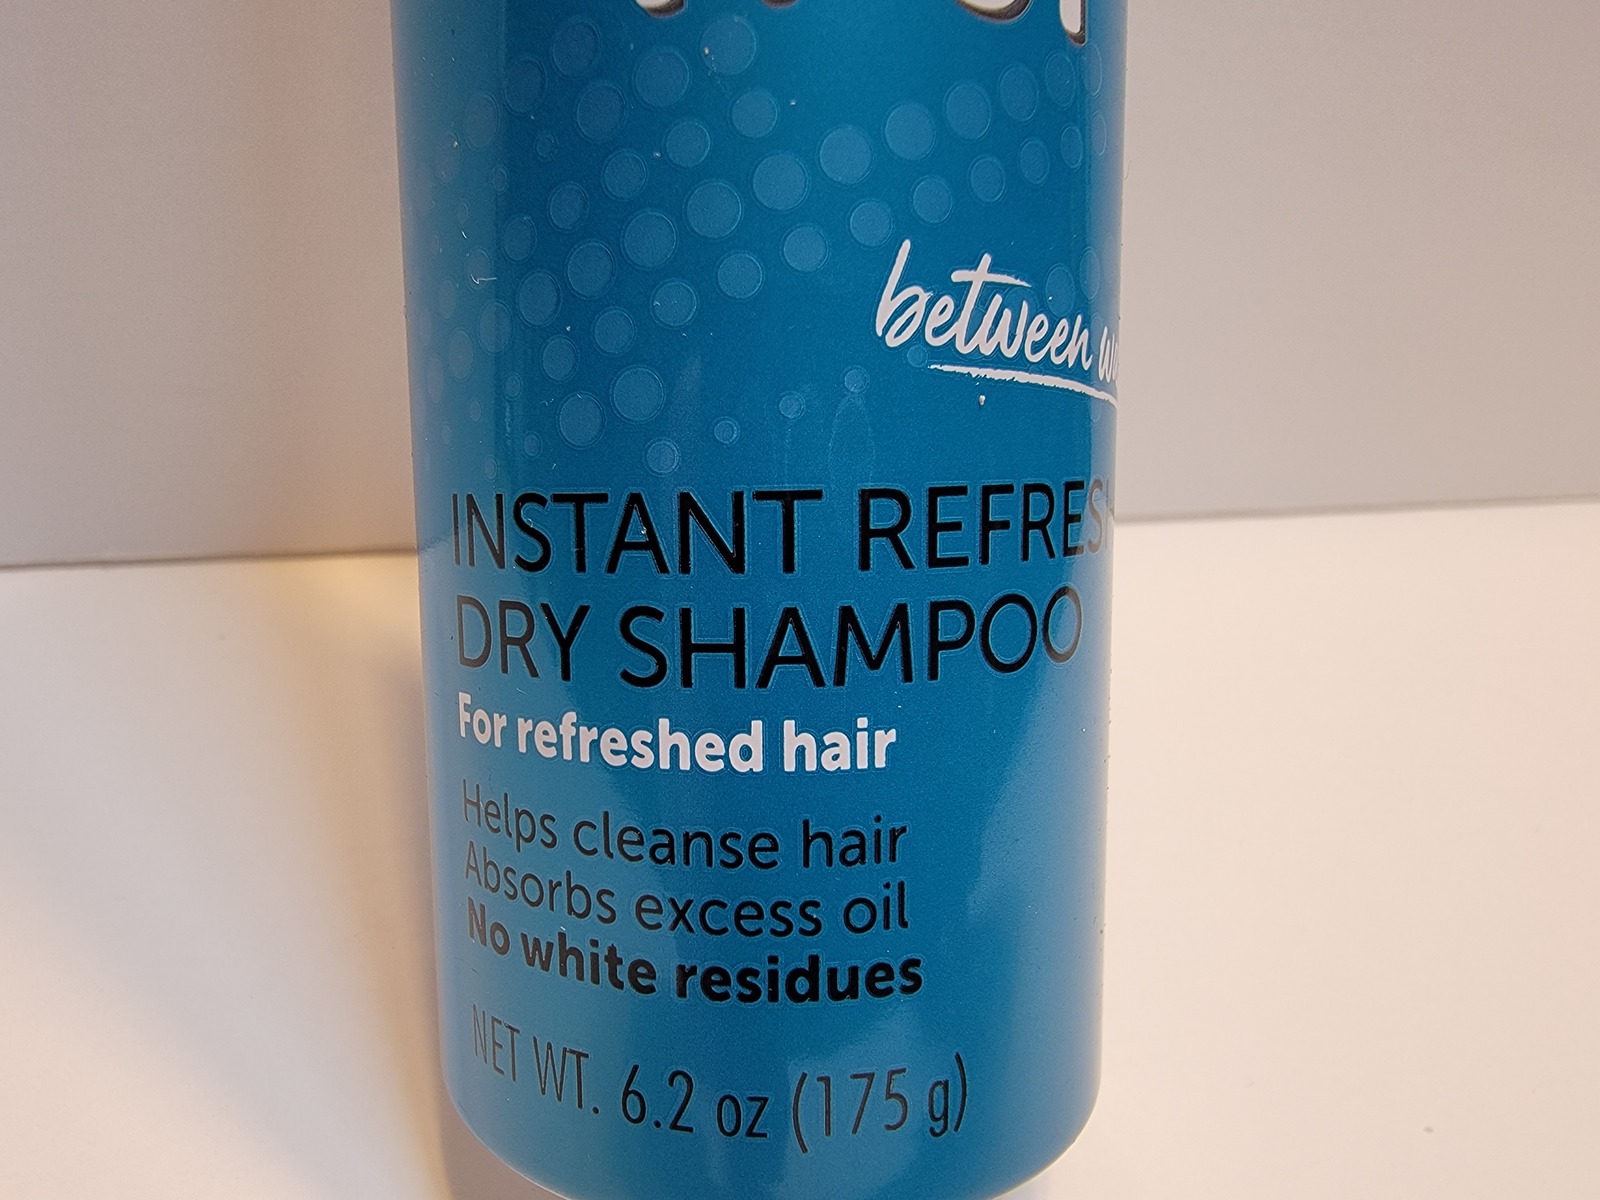 between
INSTANT REFRESH
DRY SHAMPOO
For refreshed hair
Helps cleanse hair
Absorbs excess oil
No white residues
NET WT. 6.2 oz (175 g)